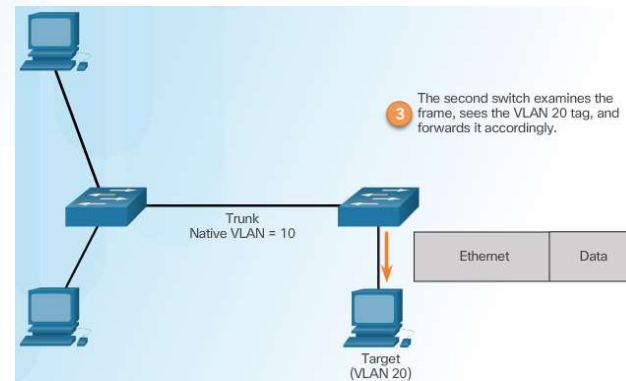 3
The second switch examines the
frame, sees the VLAN 20 tag, and
forwards it accordingly.
Trunk
Native VLAN = 10
Ethernet
Data
Target
(VLAN 20)